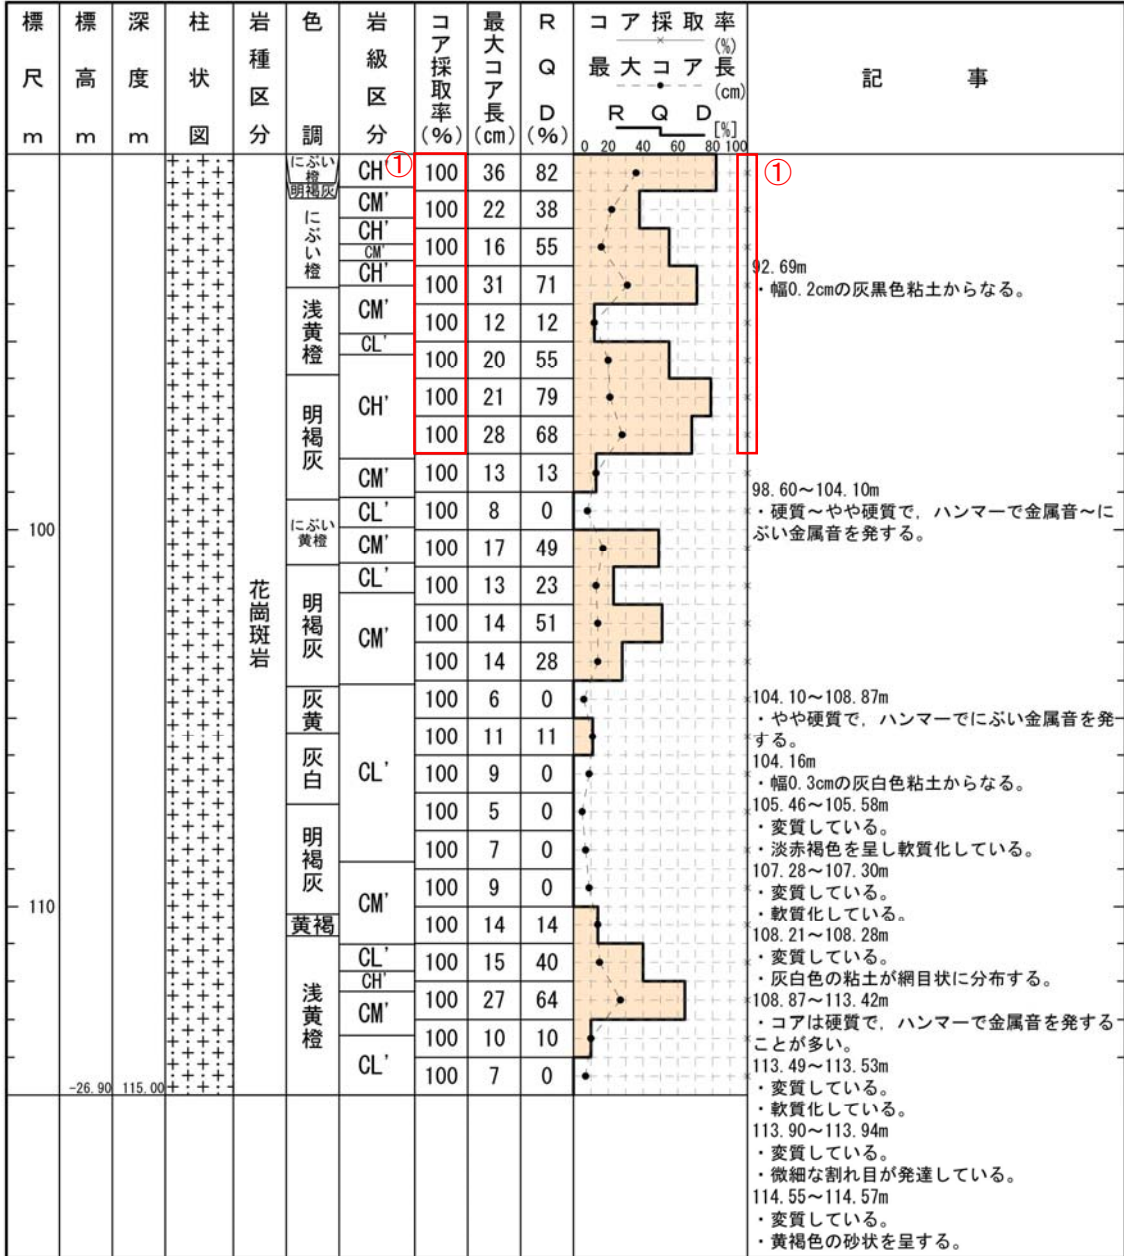 標尺m
標高m
深度m
柱状図
岩種区分
色調
岩級区分
コア採取率(%)
最大コア長(cm)
RQD(%)
コア採取率(%)
最大コア長(cm)
RQD[%]
0 20 40 60 80 100
記事
100
110
-26.90 115.00
花崗斑岩
にぶい橙
明褐灰
にぶい橙
浅黄橙
明褐灰
にぶい黄橙
明褐灰
灰黄
灰白
明褐灰
黄褐
浅黄橙
CH'
CM'
CH'
CM'
CH'
CM'
CL'
CH'
CM'
CL'
CM'
CL'
CM'
CL'
CM'
CL'
CH'
CM'
CL'
①
①
100 36 82
100 22 38
100 16 55
100 31 71
100 12 12
100 20 55
100 21 79
100 28 68
100 13 13
100 8 0
100 17 49
100 13 23
100 14 51
100 14 28
100 6 0
100 11 11
100 9 0
100 5 0
100 7 0
100 9 0
100 14 14
100 15 40
100 27 64
100 10 10
100 7 0
92.69m
・幅0.2cmの灰黒色粘土からなる。
98.60～104.10m
・硬質～やや硬質で，ハンマーで金属音～に
ぶい金属音を発する。
104.10～108.87m
・やや硬質で，ハンマーでにぶい金属音を発
する。
104.16m
・幅0.3cmの灰白色粘土からなる。
105.46～105.58m
・変質している。
・淡赤褐色を呈し軟質化している。
107.28～107.30m
・変質している。
・軟質化している。
108.21～108.28m
・変質している。
・灰白色の粘土が網目状に分布する。
108.87～113.42m
・コアは硬質で，ハンマーで金属音を発する
ことが多い。
113.49～113.53m
・変質している。
・軟質化している。
113.90～113.94m
・変質している。
・微細な割れ目が発達している。
114.55～114.57m
・変質している。
・黄褐色の砂状を呈する。